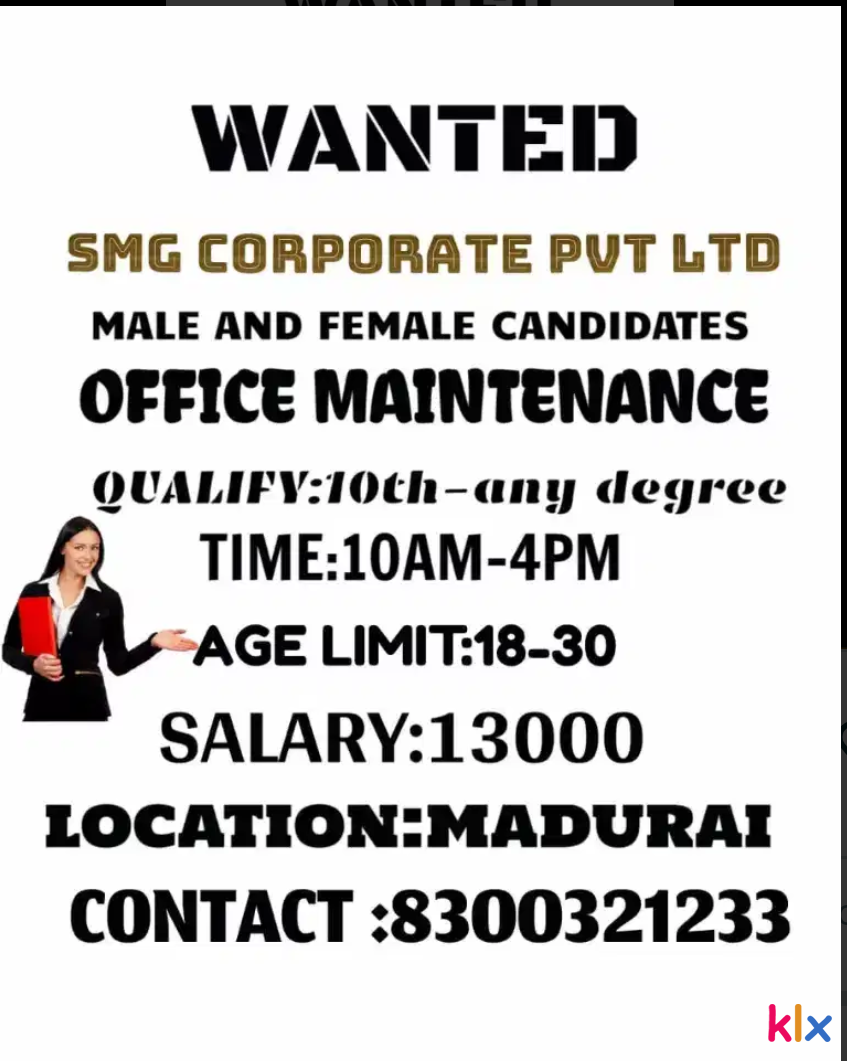 WANTED
SMG CORPORATE PVT LTD
MALE AND FEMALE CANDIDATES
OFFICE MAINTENANCE
QUALIFY:10th-any degree
TIME:10AM-4PM
AGE LIMIT:18-30
SALARY:13000
LOCATION:MADURAI
CONTACT :8300321233
klx